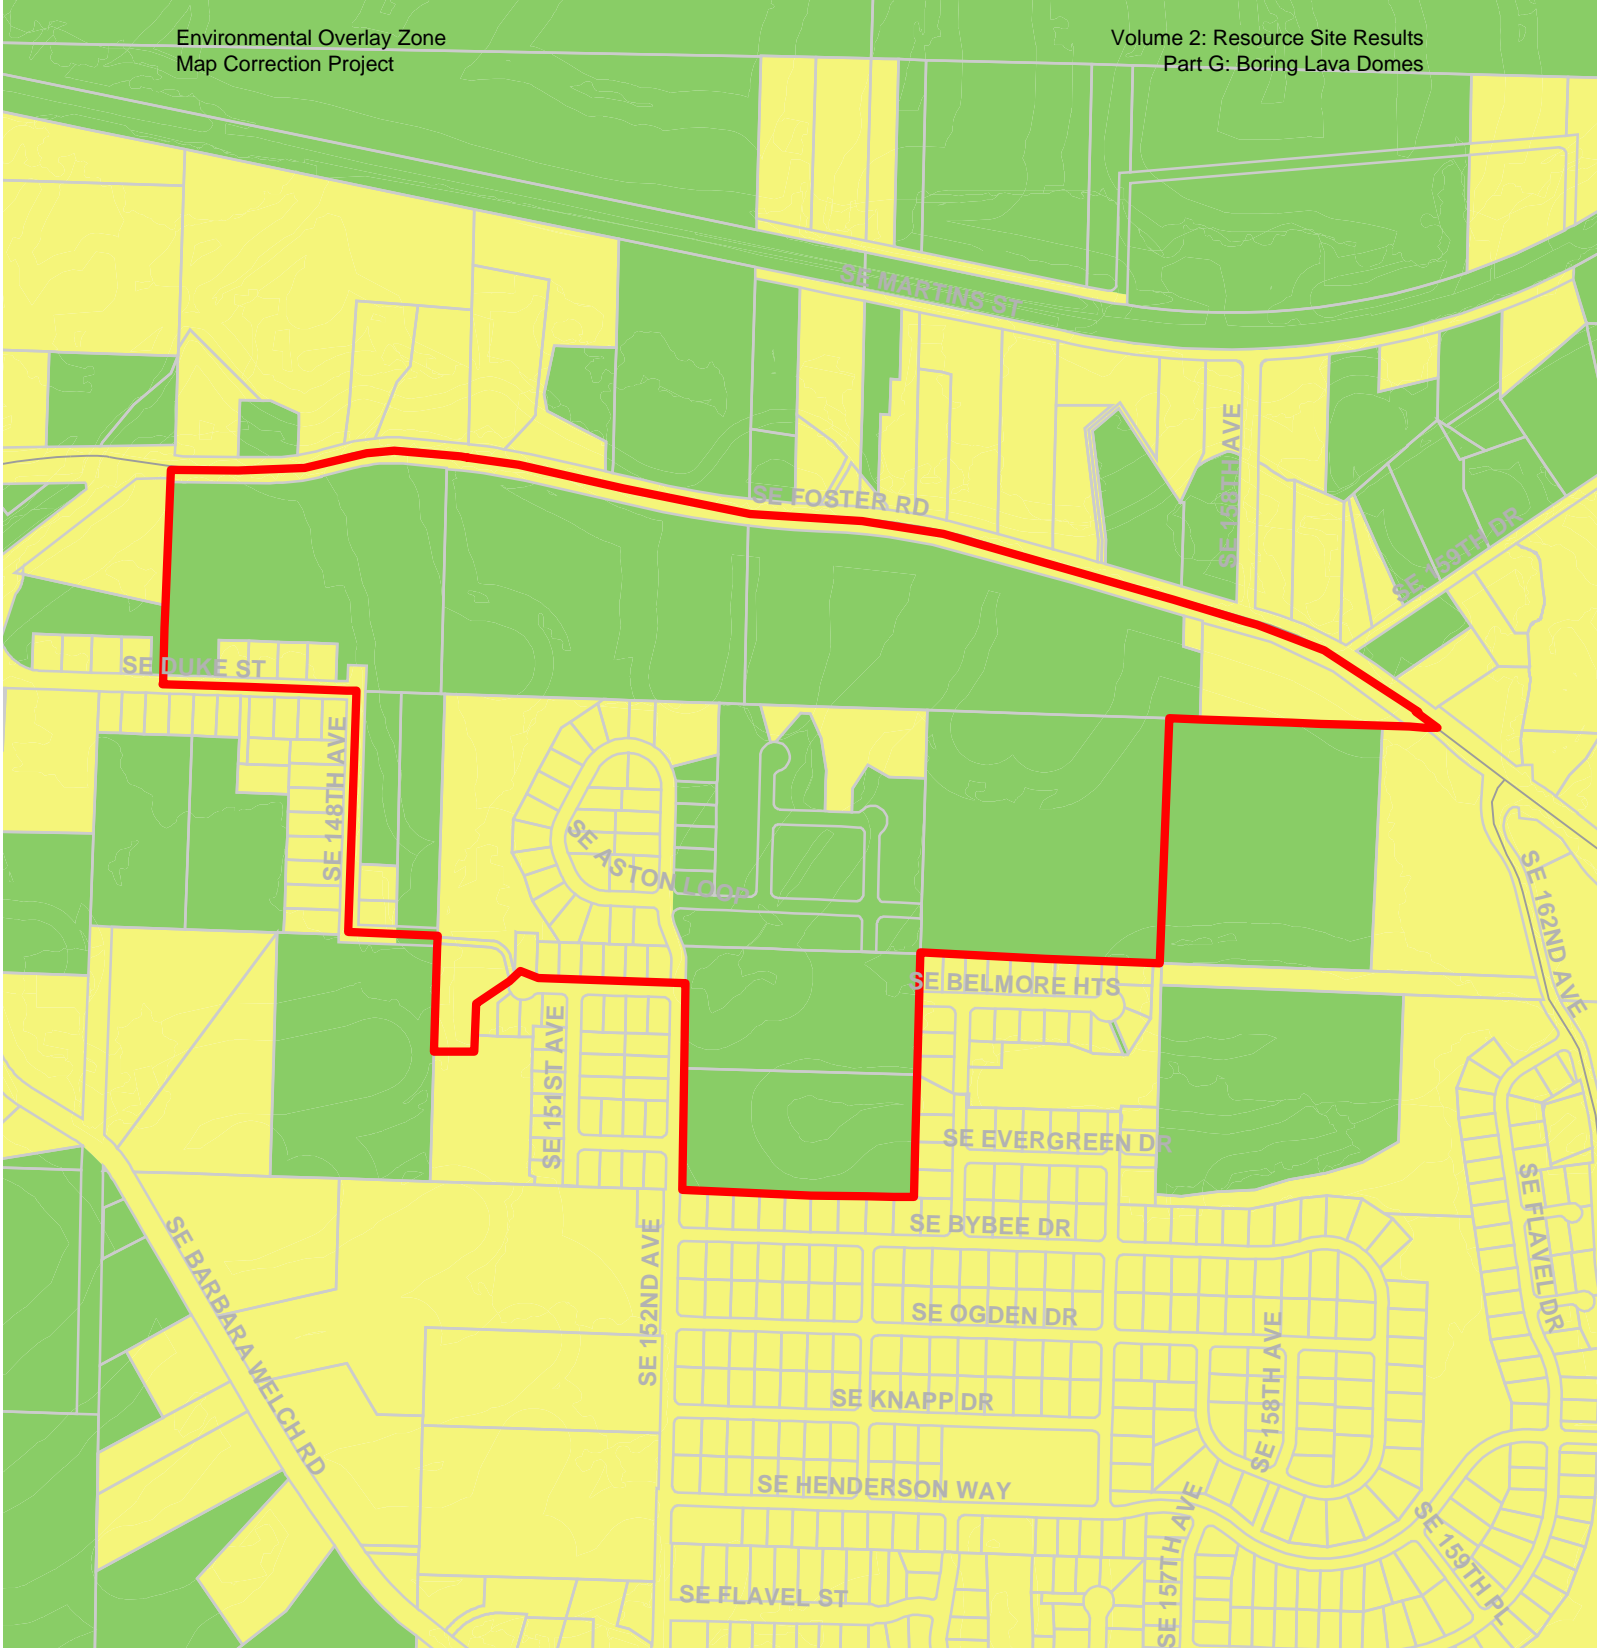 Environmental Overlay Zone
Map Correction Project
Volume 2: Resource Site Results
Part G: Boring Lava Domes
SE MARTINS ST
SE FOSTER RD
SE 158TH AVE
SE 159TH DR
SE DUKE ST
SE 148TH AVE
SE ASTON LOOP
SE 162ND AVE
SE BELMORE HTS
SE 151ST AVE
SE EVERGREEN DR
SE BYBEE DR
SE FLAVEL DR
SE BARBARA WELCH RD
SE 152ND AVE
SE OGDEN DR
SE 158TH AVE
SE KNAPP DR
SE HENDERSON WAY
SE 157TH AVE
SE 159TH PL
SE FLAVEL ST